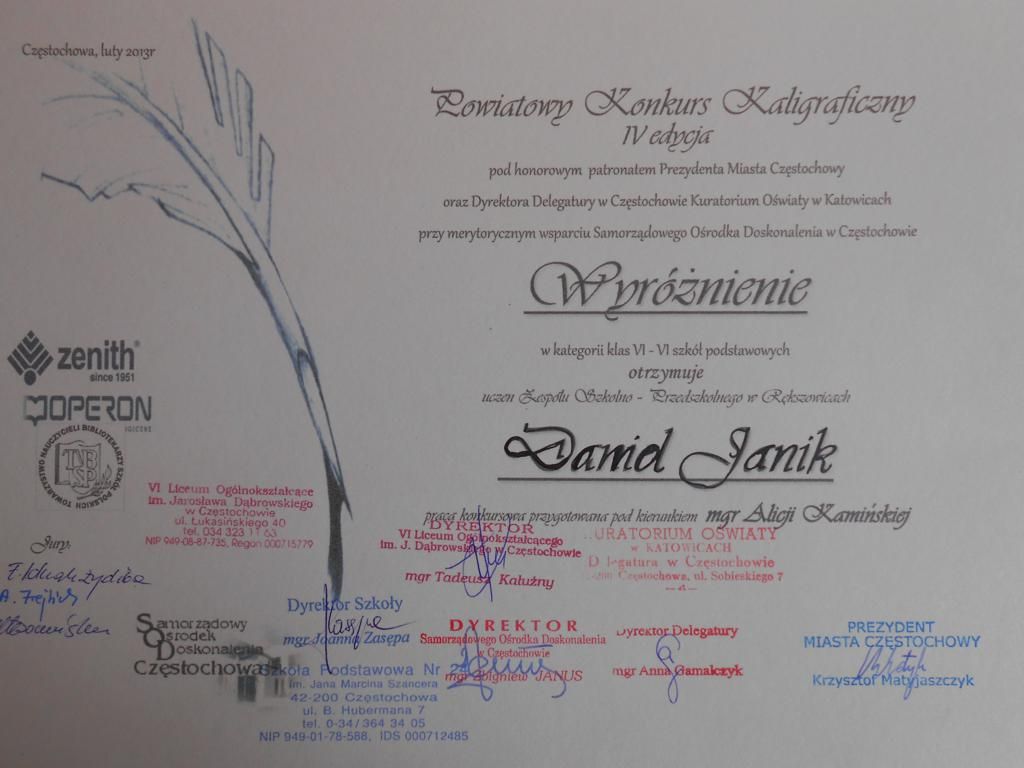 Częstochowa, luty 2013r
Powiatowy Konkurs Kaligraficzny
IV edycja
pod honorowym patronatem Prezydenta Miasta Częstochowy
oraz Dyrektora Delegatury w Częstochowie Kuratorium Oświaty w Katowicach
przy merytorycznym wsparciu Samorządowego Ośrodka Doskonalenia w Częstochowie
Wyróżnienie
w kategorii klas VI - VI szkół podstawowych
otrzymuje
uczeń Zespołu Szkolno - Przedszkolnego w Rększowicach
Daniel Janik
praca konkursowa przygotowana pod kierunkiem mgr Alicji Kamińskiej
zenith®
since 1951
OPERON
TOWARZYSTWO NAUCZYCIELI BIBLIOTEKARZY SZKÓŁ POLSKICH
TNB
SP
VI Liceum Ogólnokształcące
im. Jarosława Dąbrowskiego
w Częstochowie
ul. Łukasińskiego 40
tel. 034 323 11 63
NIP 949-08-87-735, Regon 000715779
DYREKTOR
VI Liceum Ogólnokształcącego
im. J. Dąbrowskiego w Częstochowie
mgr Tadeusz Kałużny
KURATORIUM OŚWIATY
w KATOWICACH
Delegatura w Częstochowie
Częstochowa, ul. Sobieskiego 7
Jury:
Samorządowy
Ośrodek
Doskonalenia
Częstochowa
Dyrektor Szkoły
mgr Joanna Zasępa
Szkoła Podstawowa Nr
im. Jana Marcina Szancera
42-200 Częstochowa
ul. B. Hubermana 7
tel. 0-34/ 364 34 05
NIP 949-01-78-588, IDS 000712485
DYREKTOR
Samorządowego Ośrodka Doskonalenia
w Częstochowie
mgr Zbigniew JANUS
Dyrektor Delegatury
mgr Anna Gamalczyk
PREZYDENT
MIASTA CZĘSTOCHOWY
Krzysztof Matyjaszczyk